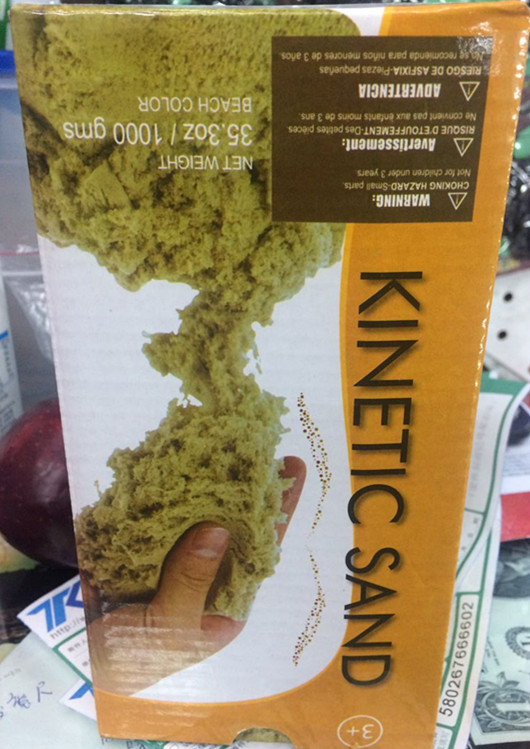 KINETIC SAND
WARNING:
CHOKING HAZARD-Small parts.
Not for children under 3 years.
Avertissement:
RISQUE D'ETOUFFEMENT-Des petites pièces.
Ne convient pas aux enfants moins de 3 ans.
ADVERTENCIA
RIESGO DE ASFIXIA-Piezas pequeñas
No se recomienda para niños menores de 3 años.
NET WEIGHT
35.3oz / 1000 gms
BEACH COLOR
3+
580267666602
http://w